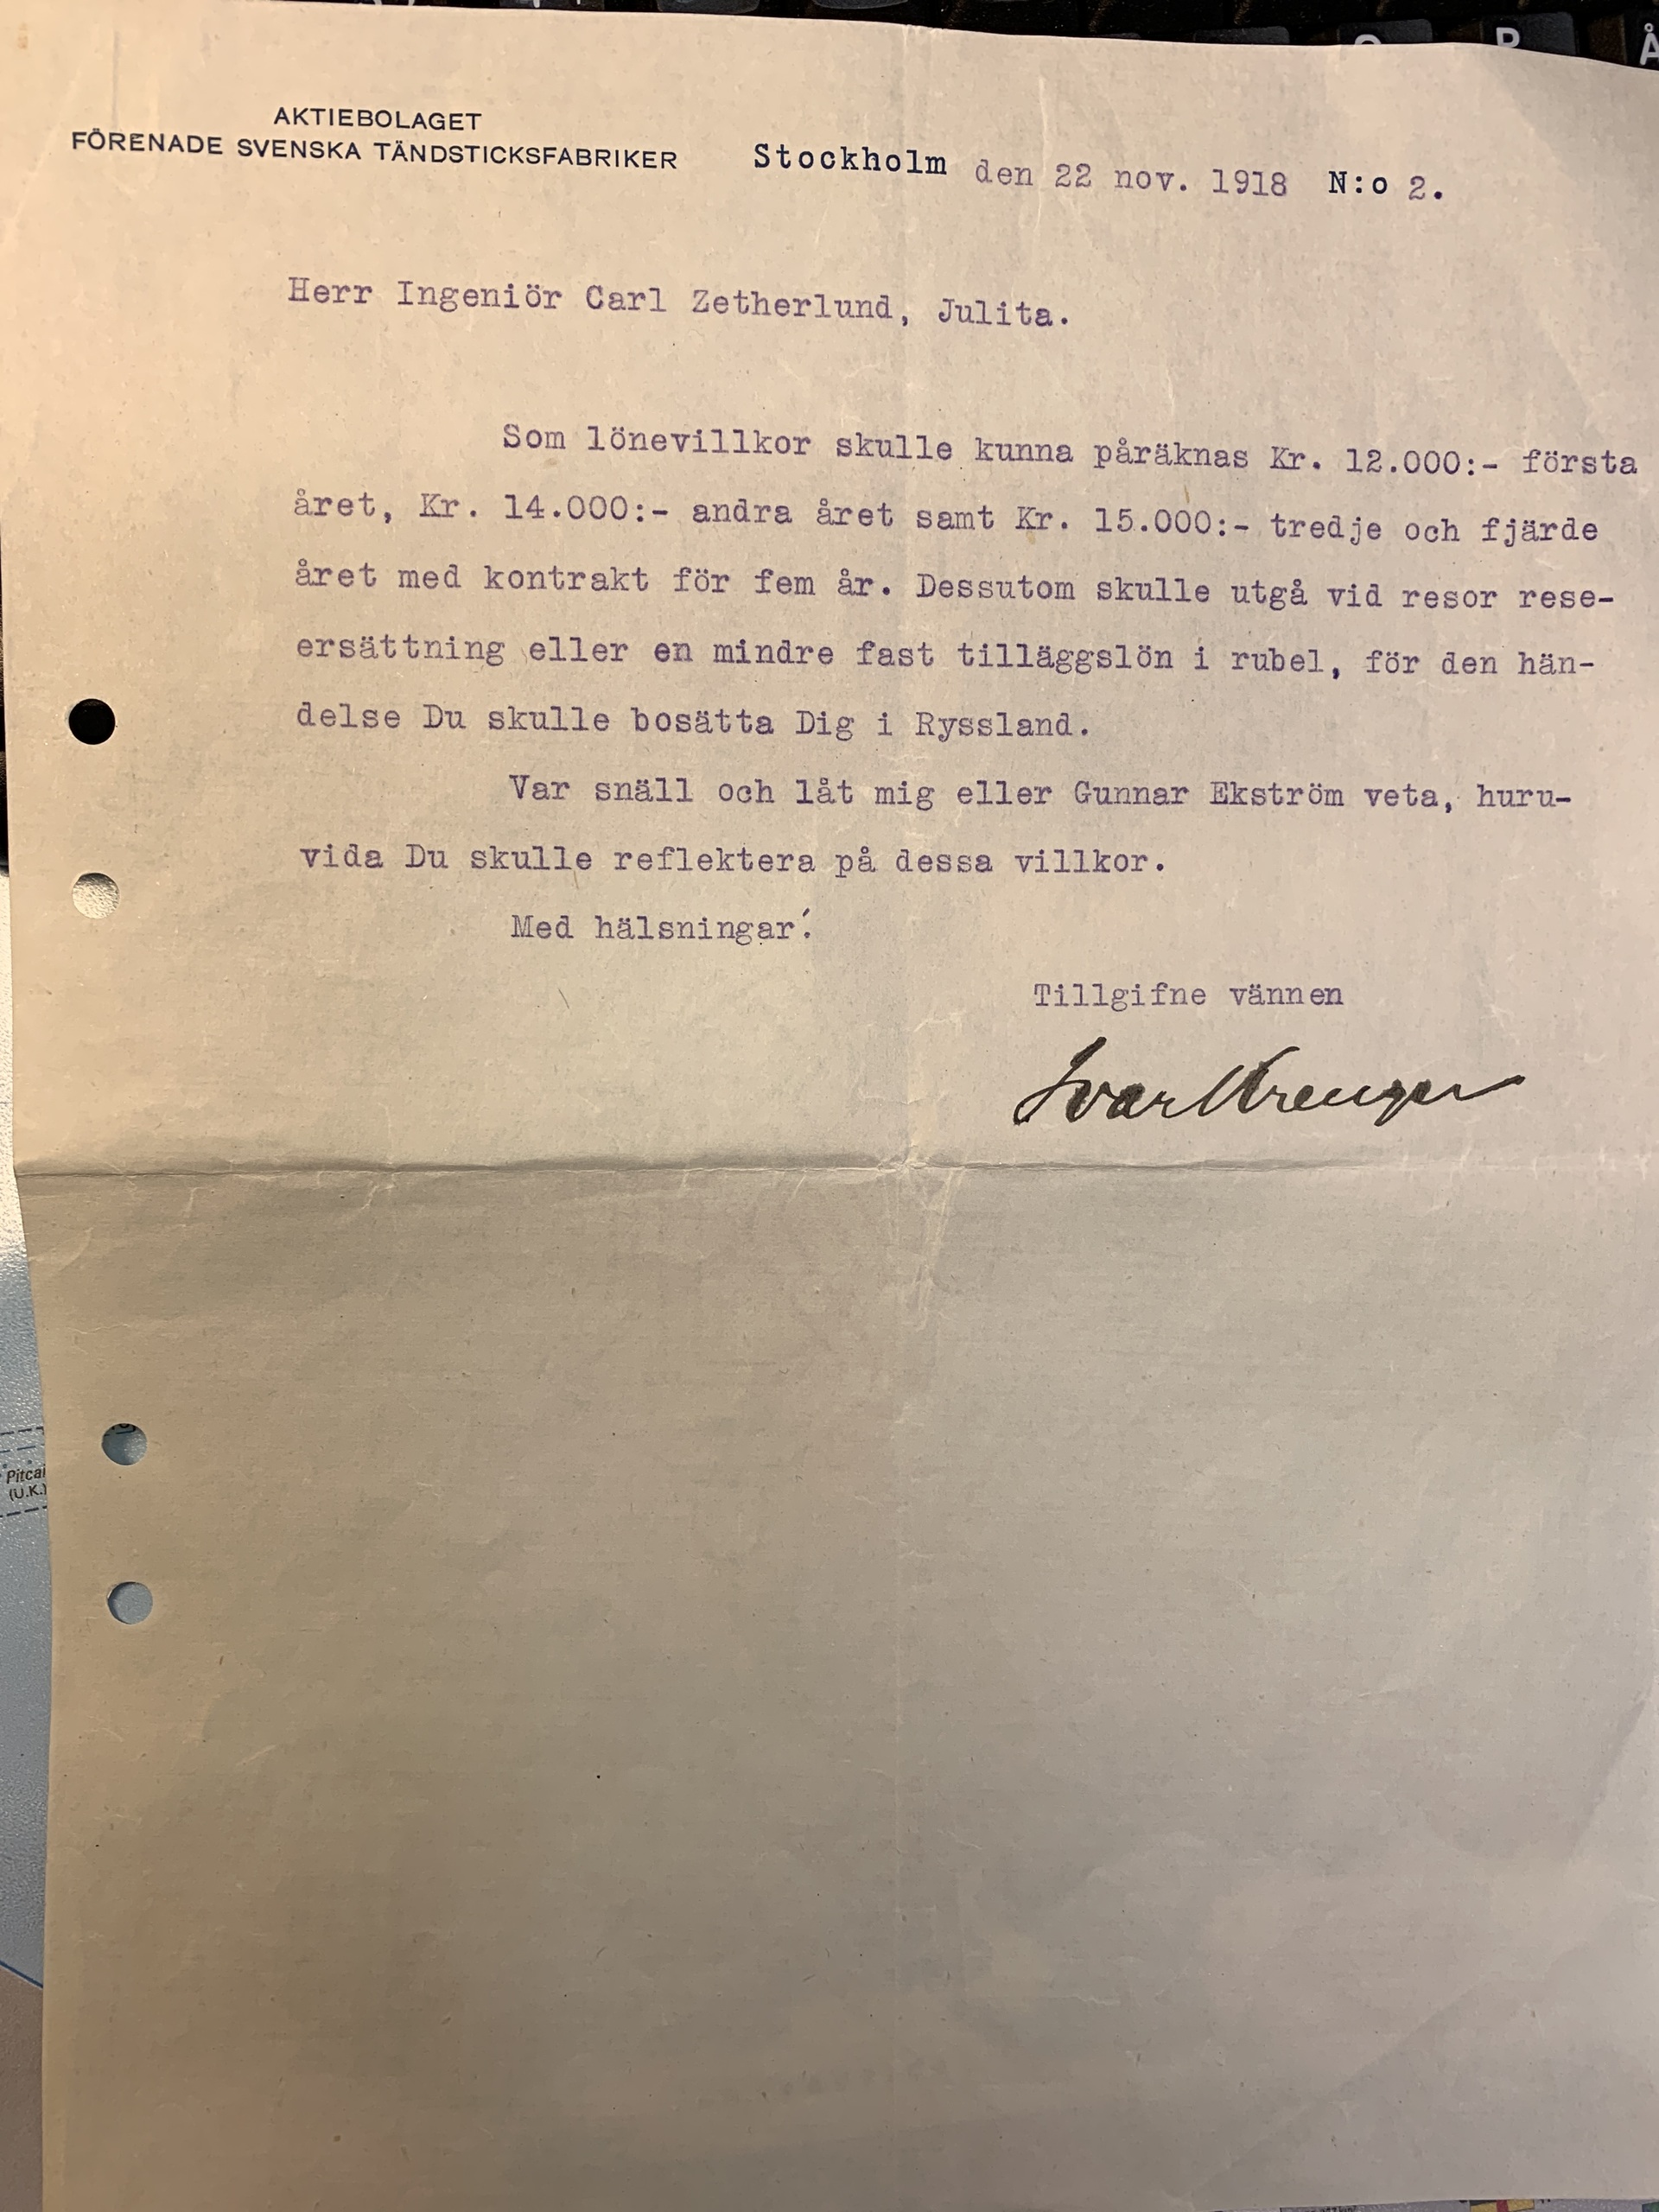 AKTIEBOLAGET
FÖRENADE SVENSKA TÄNDSTICKSFABRIKER
Stockholm den 22 nov. 1918 N:o 2.
Herr Ingeniör Carl Zetherlund, Julita.
Som lönevillkor skulle kunna påräknas Kr. 12.000:- första
året, Kr. 14.000:- andra året samt Kr. 15.000:- tredje och fjärde
året med kontrakt för fem år. Dessutom skulle utgå vid resor rese-
ersättning eller en mindre fast tilläggslön i rubel, för den hän-
delse Du skulle bosätta Dig i Ryssland.
Var snäll och låt mig eller Gunnar Ekström veta, huru-
vida Du skulle reflektera på dessa villkor.
Med hälsningar!
Tillgifne vännen
Ivar Kreuger
P
Å
(U.K.)